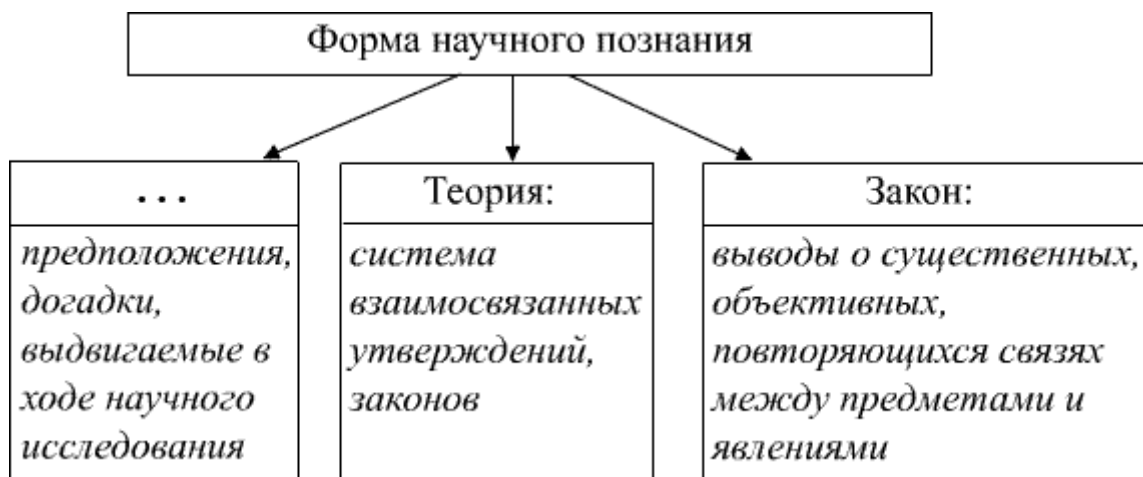 Форма научного познания
...
предположения,
догадки,
выдвигаемые в
ходе научного
исследования
Теория:
система
взаимосвязанных
утверждений,
законов
Закон:
выводы о существенных,
объективных,
повторяющихся связях
между предметами и
явлениями